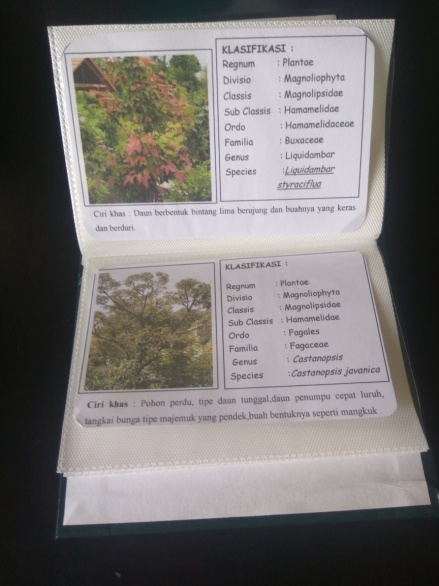 KLASIFIKASI :
Regnum : Plantae
Divisio : Magnoliophyta
Classis : Magnolipsidae
Sub Classis : Hamamelidae
Ordo : Hamamelidaceae
Familia : Buxaceae
Genus : Liquidambar
Species :Liquidambar
styraciflua
Ciri khas : Daun berbentuk bintang lima berujung dan buahnya yang keras
dan berduri.
KLASIFIKASI :
Regnum : Plantae
Divisio : Magnoliophyta
Classis : Magnolipsidae
Sub Classis : Hamamelidae
Ordo : Fagales
Familia : Fagaceae
Genus : Castanopsis
Species :Castanopsis javanica
Ciri khas : Pohon perdu, tipe daun tunggal,daun penumpu cepat luruh,
tangkai bunga tipe majemuk yang pendek,buah bentuknya seperti mangkuk .